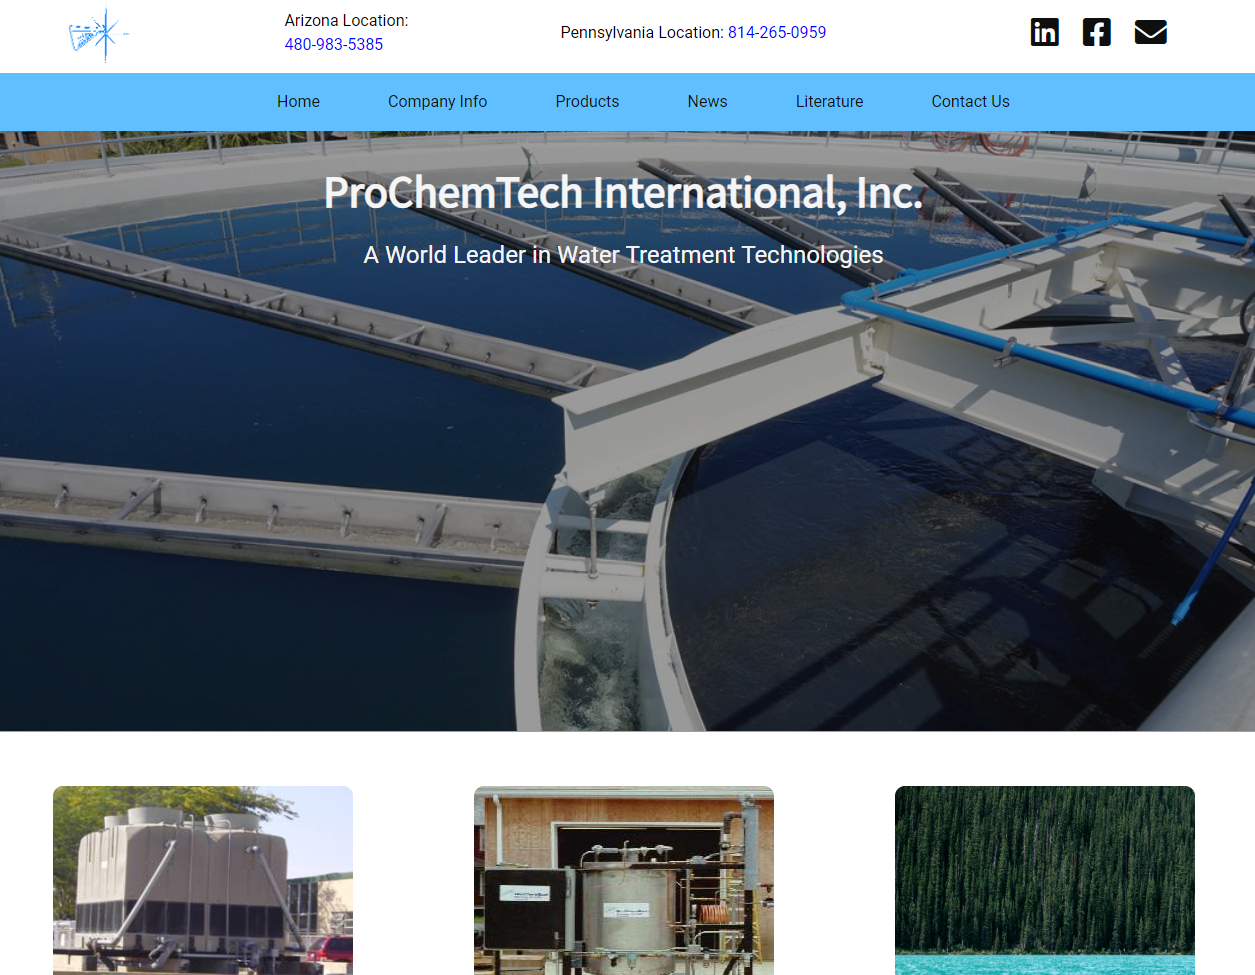 Arizona Location:
480-983-5385
Pennsylvania Location: 814-265-0959
Home Company Info Products News Literature Contact Us
ProChemTech International, Inc.
A World Leader in Water Treatment Technologies